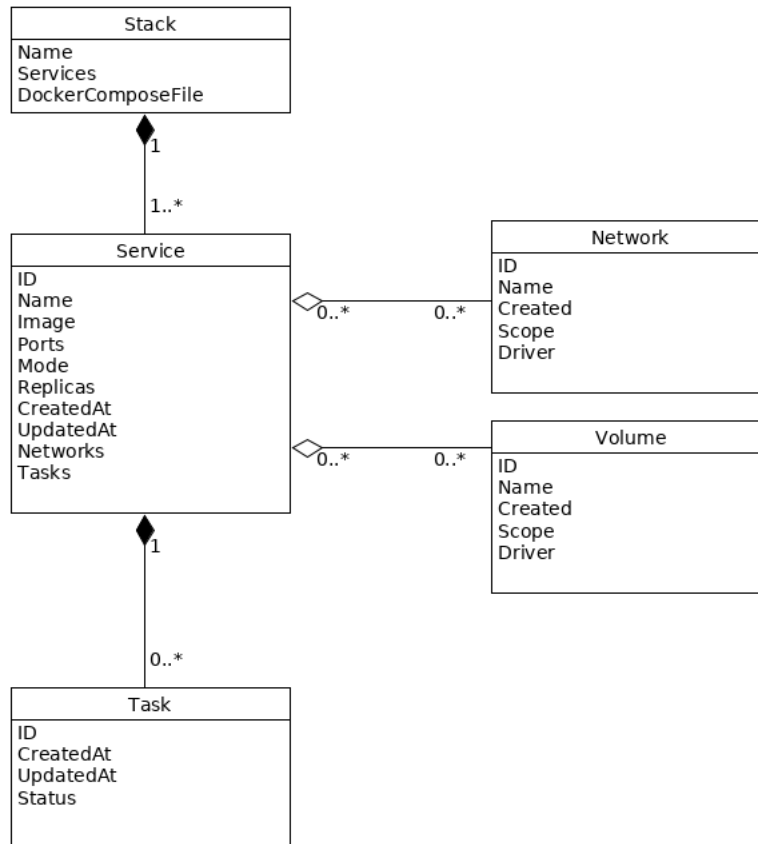 Stack
Name
Services
DockerComposeFile
1
1..*
Service
ID
Name
Image
Ports
Mode
Replicas
CreatedAt
UpdatedAt
Networks
Tasks
0..*
0..*
Network
ID
Name
Created
Scope
Driver
0..*
0..*
Volume
ID
Name
Created
Scope
Driver
1
0..*
Task
ID
CreatedAt
UpdatedAt
Status